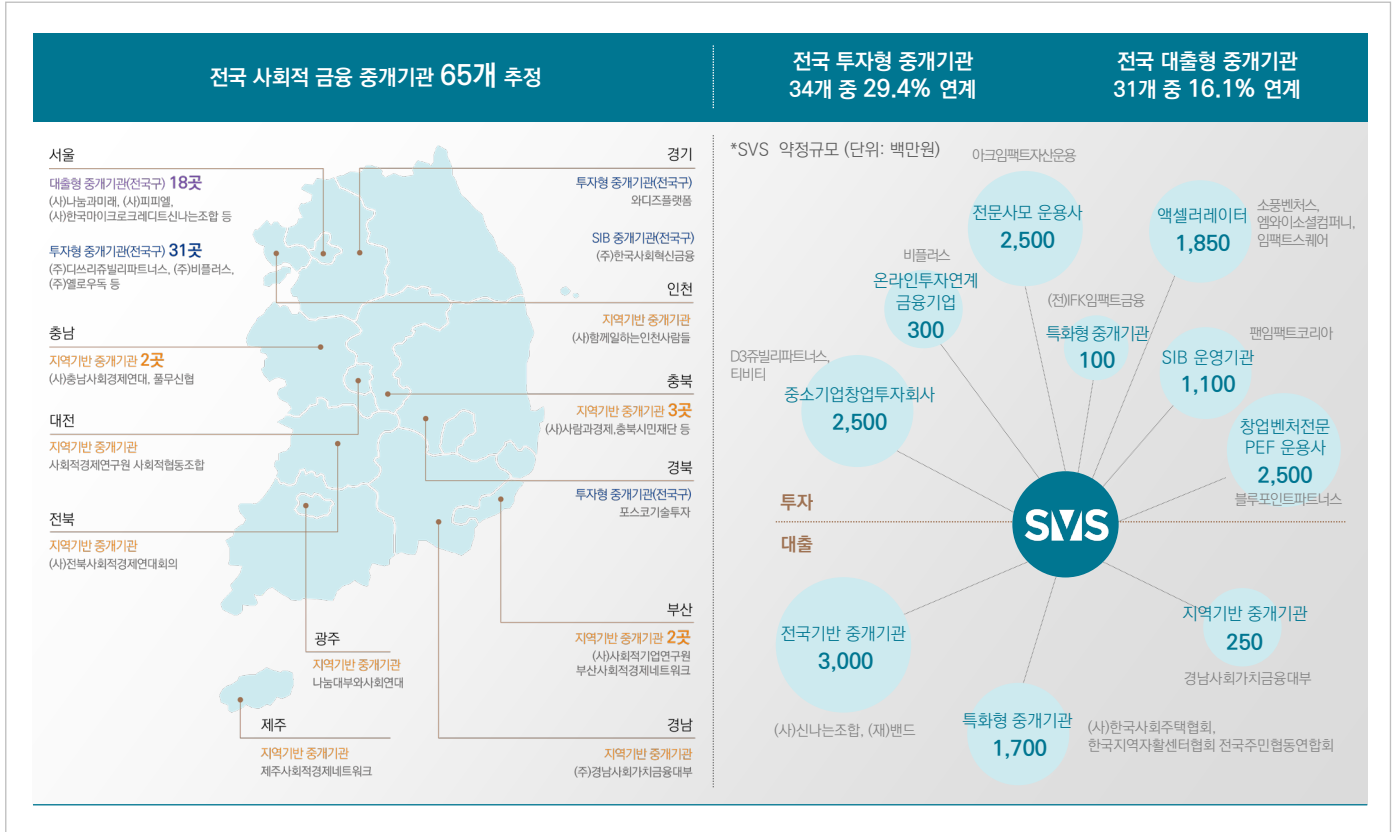 전국 사회적 금융 중개기관 65개 추정
전국 투자형 중개기관
34개 중 29.4% 연계
전국 대출형 중개기관
31개 중 16.1% 연계
서울
대출형 중개기관(전국구) 18곳
(사)나눔과미래, (사)피피엘,
(사)한국마이크로크레디트신나는조합 등
투자형 중개기관(전국구) 31곳
(주)디쓰리쥬빌리파트너스, (주)비플러스,
(주)옐로우독 등
충남
지역기반 중개기관 2곳
(사)충남사회경제연대, 풀무신협
대전
지역기반 중개기관
사회적경제연구원 사회적협동조합
전북
지역기반 중개기관
(사)전북사회적경제연대회의
광주
지역기반 중개기관
나눔대부와사회연대
제주
지역기반 중개기관
제주사회적경제네트워크
경기
투자형 중개기관(전국구)
와디즈플랫폼
SIB 중개기관(전국구)
(주)한국사회혁신금융
인천
지역기반 중개기관
(사)함께일하는인천사람들
충북
지역기반 중개기관 3곳
(사)사람과경제,충북시민재단 등
경북
투자형 중개기관(전국구)
포스코기술투자
부산
지역기반 중개기관 2곳
(사)사회적기업연구원
부산사회적경제네트워크
경남
지역기반 중개기관
(주)경남사회가치금융대부
*SVS 약정규모 (단위: 백만원)
아크임팩트자산운용
전문사모 운용사
2,500
액셀러레이터
1,850
소풍벤처스,
엠와이소셜컴퍼니,
임팩트스퀘어
비플러스
온라인투자연계
금융기업
300
(전)IFK임팩트금융
특화형 중개기관
100
팬임팩트코리아
SIB 운영기관
1,100
D3쥬빌리파트너스,
티비티
중소기업창업투자회사
2,500
창업벤처전문
PEF 운용사
2,500
블루포인트파트너스
투자
SVS
대출
전국기반 중개기관
3,000
(사)신나는조합, (재)밴드
특화형 중개기관
1,700
(사)한국사회주택협회,
한국지역자활센터협회 전국주민협동연합회
지역기반 중개기관
250
경남사회가치금융대부